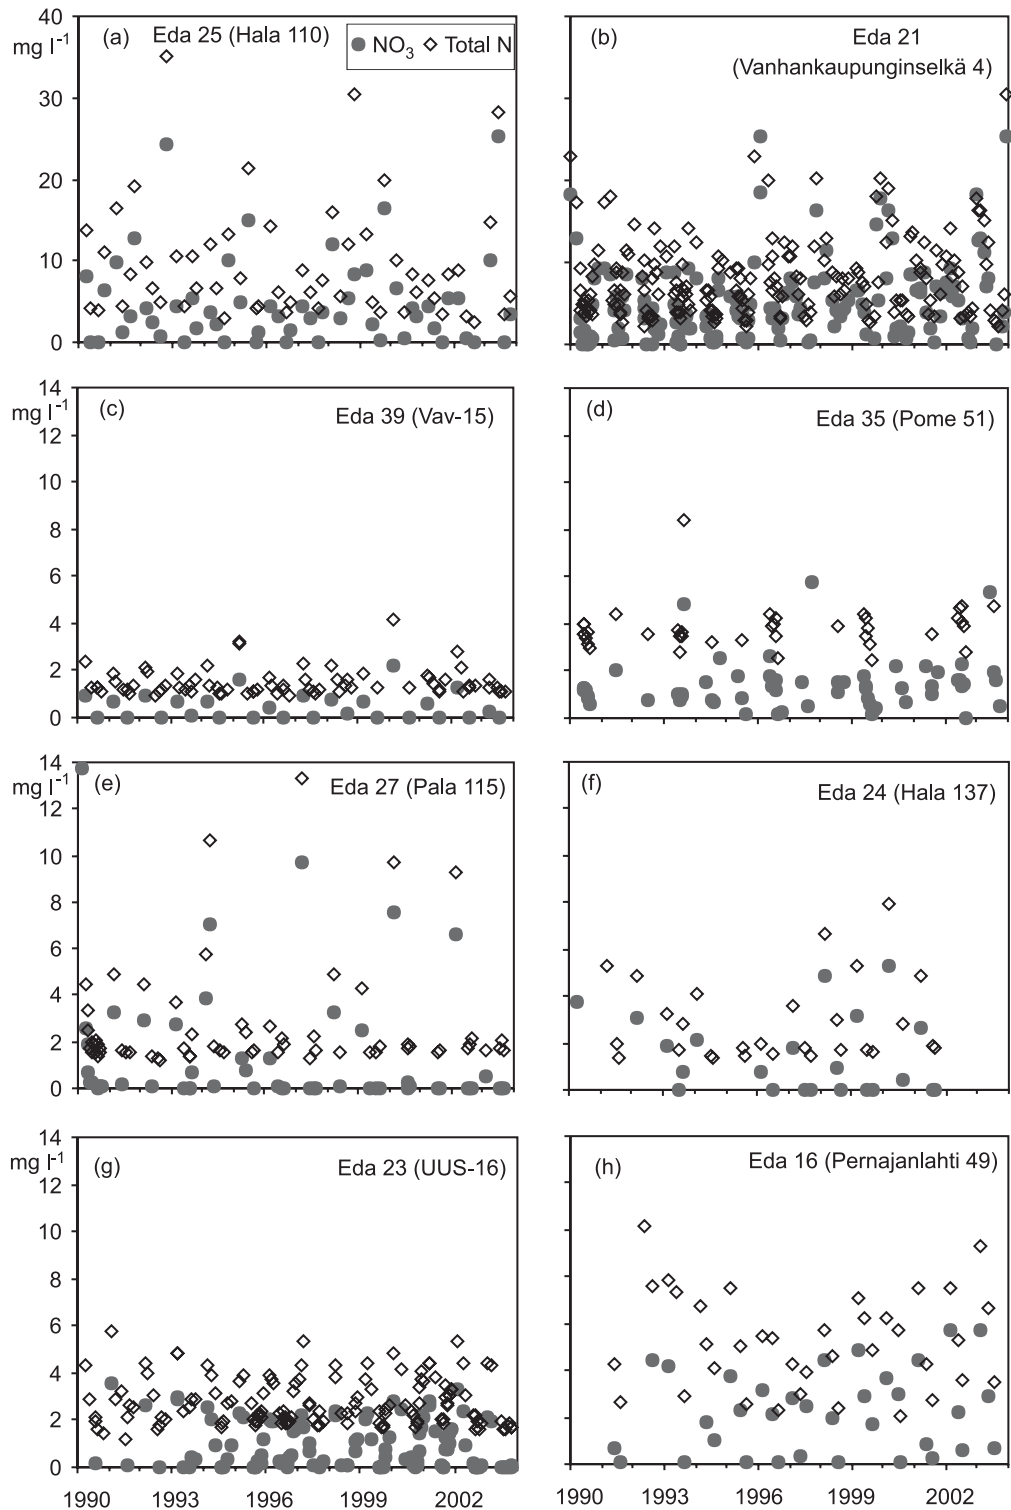 40
mg l⁻¹
30
20
10
0
(a)
Eda 25 (Hala 110)
NO₃ Total N
(b)
Eda 21
(Vanhankaupunginselkä 4)
14
mg l⁻¹
12
10
8
6
4
2
0
(c)
Eda 39 (Vav-15)
(d)
Eda 35 (Pome 51)
14
mg l⁻¹
12
10
8
6
4
2
0
(e)
Eda 27 (Pala 115)
(f)
Eda 24 (Hala 137)
14
mg l⁻¹
12
10
8
6
4
2
0
(g)
Eda 23 (UUS-16)
(h)
Eda 16 (Pernajanlahti 49)
1990 1993 1996 1999 2002
1990 1993 1996 1999 2002